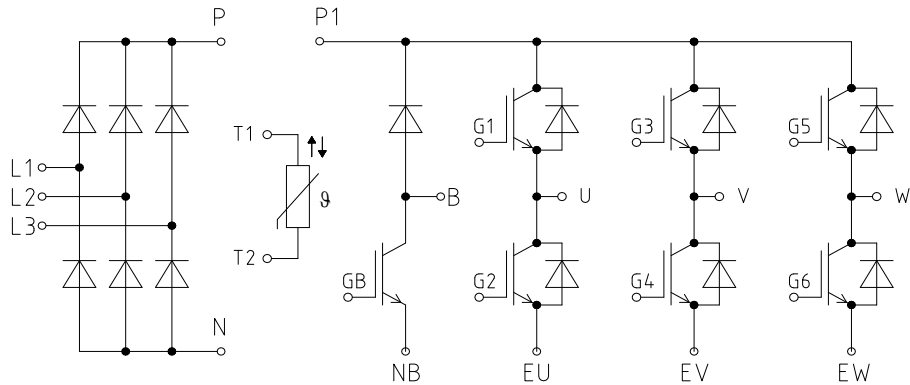 P P1
T1 G1 G3 G5
L1
L2 B U V W
L3 ϑ
T2 GB G2 G4 G6
N
NB EU EV EW